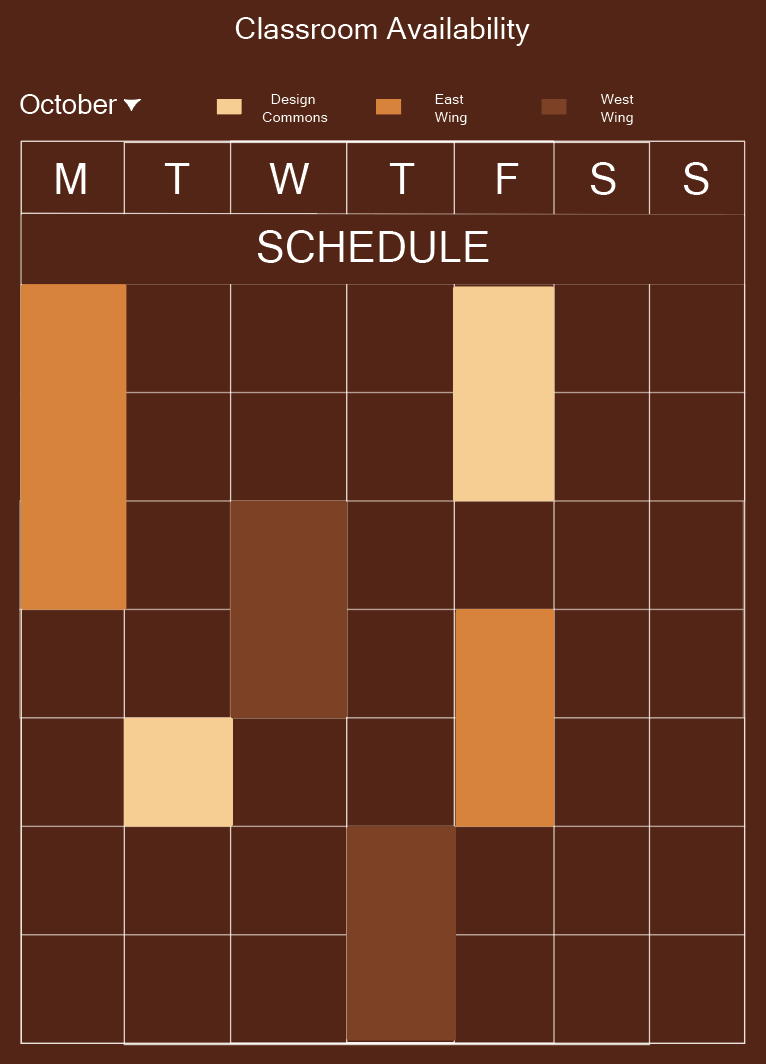 Classroom Availability
October
Design
Commons
East
Wing
West
Wing
M T W T F S S
SCHEDULE